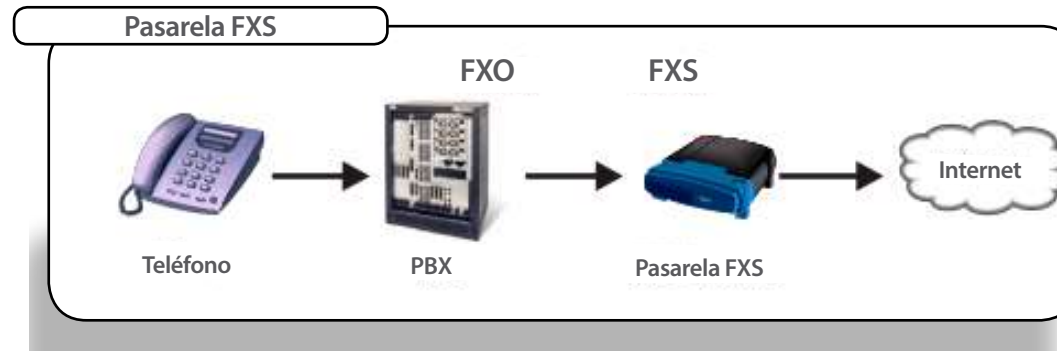 Pasarela FXS
FXO FXS
Internet
Teléfono PBX Pasarela FXS